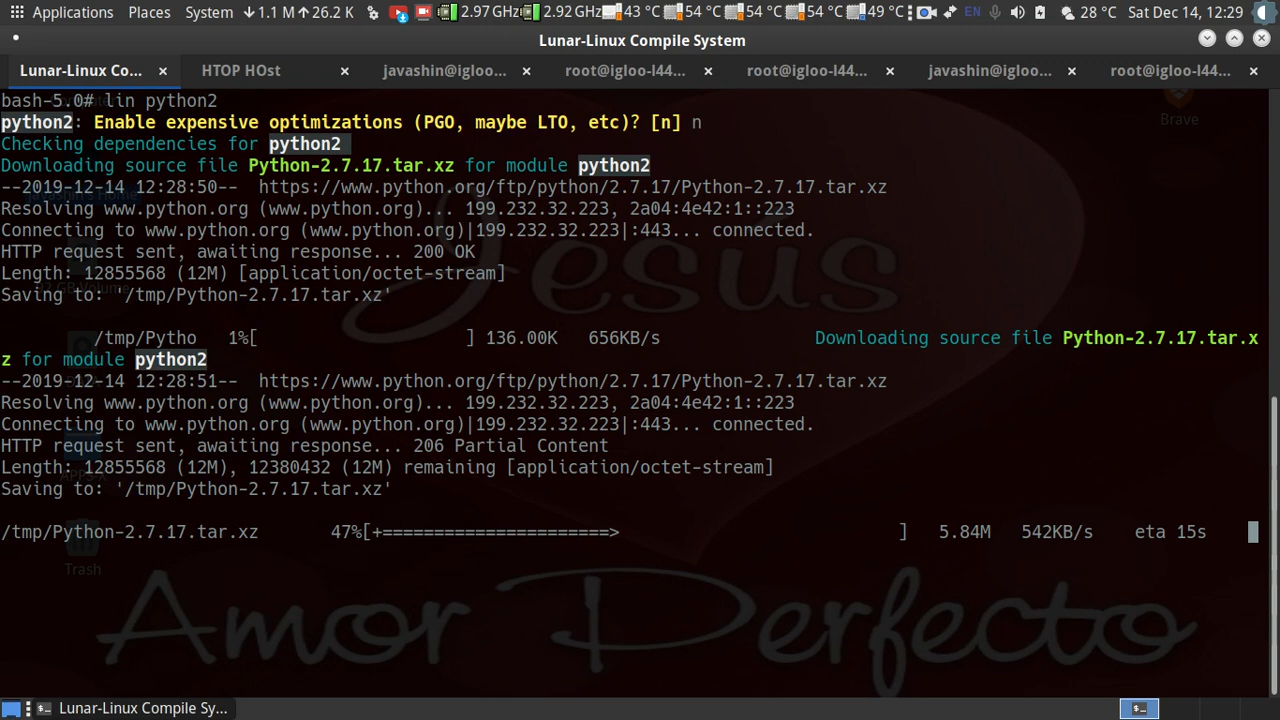 Applications Places System 1.1 M 26.2 K 2.97 GHz 2.92 GHz 43 °C 54 °C 54 °C 54 °C 49 °C EN 28 °C Sat Dec 14, 12:29
Lunar-Linux Compile System
Lunar-Linux Co... × HTOP HOst × javashin@igloo... × root@igloo-l44... × root@igloo-l44... × javashin@igloo... × root@igloo-l44... ×
bash-5.0# lin python2
python2: Enable expensive optimizations (PGO, maybe LTO, etc)? [n] n
Brave
Checking dependencies for python2
Downloading source file Python-2.7.17.tar.xz for module python2
--2019-12-14 12:28:50-- https://www.python.org/ftp/python/2.7.17/Python-2.7.17.tar.xz
javashin's Home
Resolving www.python.org (www.python.org)... 199.232.32.223, 2a04:4e42:1::223
Connecting to www.python.org (www.python.org)|199.232.32.223|:443... connected.
HTTP request sent, awaiting response... 200 OK
Jesus
Length: 12855568 (12M) [application/octet-stream]
Saving to: '/tmp/Python-2.7.17.tar.xz'
GB Volume
/tmp/Pytho 1%[ ] 136.00K 656KB/s Downloading source file Python-2.7.17.tar.x
z for module python2
--2019-12-14 12:28:51-- https://www.python.org/ftp/python/2.7.17/Python-2.7.17.tar.xz
Resolving www.python.org (www.python.org)... 199.232.32.223, 2a04:4e42:1::223
Connecting to www.python.org (www.python.org)|199.232.32.223|:443... connected.
HTTP request sent, awaiting response... 206 Partial Content
Length: 12855568 (12M), 12380432 (12M) remaining [application/octet-stream]
Saving to: '/tmp/Python-2.7.17.tar.xz'
/tmp/Python-2.7.17.tar.xz 47%[+======================> ] 5.84M 542KB/s eta 15s
Trash
Amor Perfecto
Lunar-Linux Compile Sy...